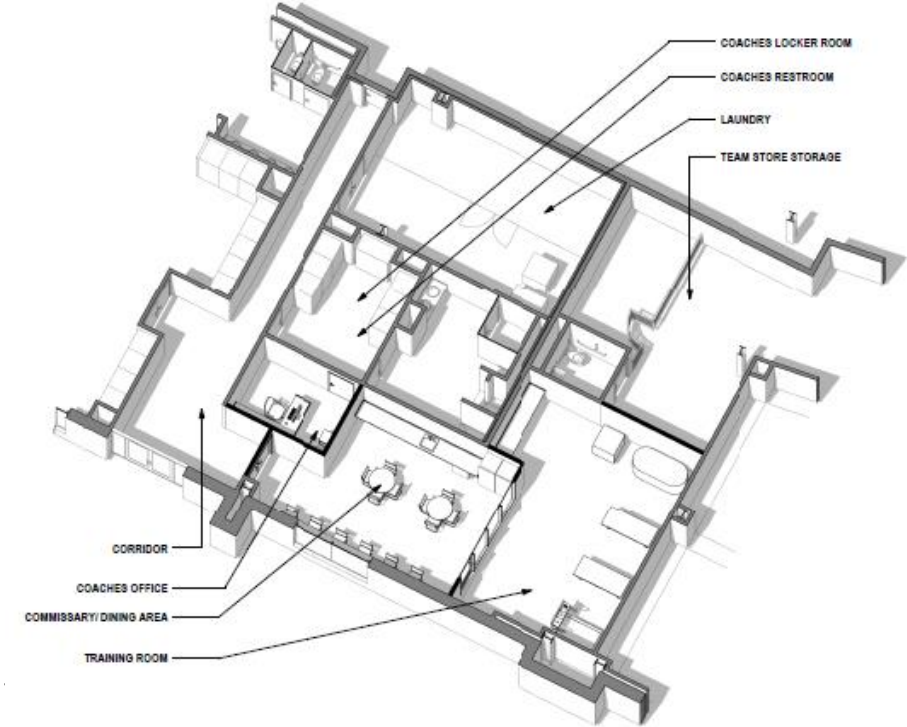 COACHES LOCKER ROOM
COACHES RESTROOM
LAUNDRY
TEAM STORE STORAGE
CORRIDOR
COACHES OFFICE
COMMISSARY/ DINING AREA
TRAINING ROOM